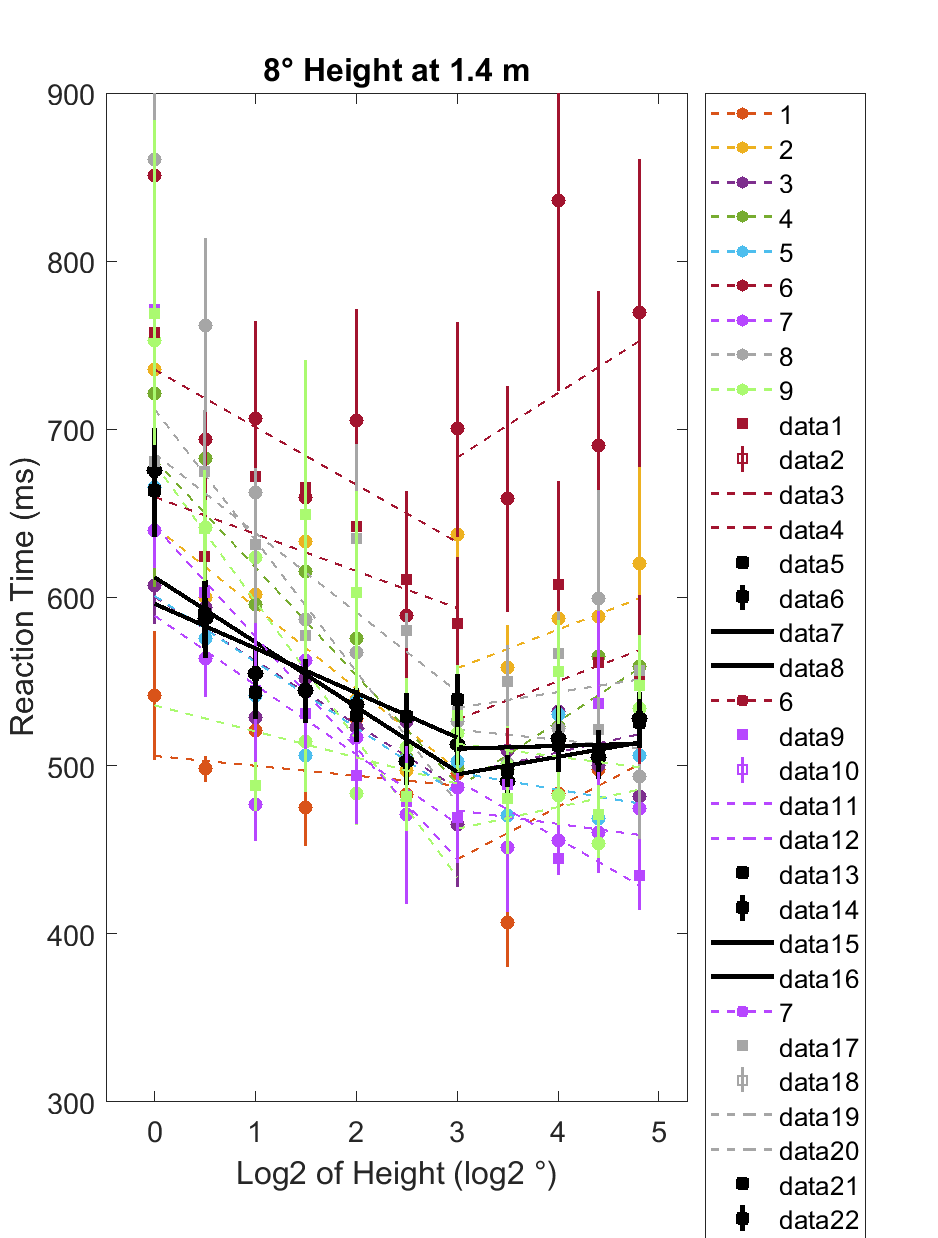 8° Height at 1.4 m
900
800
700
600
500
400
300
Reaction Time (ms)
0 1 2 3 4 5
Log2 of Height (log2 °)
1
2
3
4
5
6
7
8
9
data1
data2
data3
data4
data5
data6
data7
data8
6
data9
data10
data11
data12
data13
data14
data15
data16
7
data17
data18
data19
data20
data21
data22